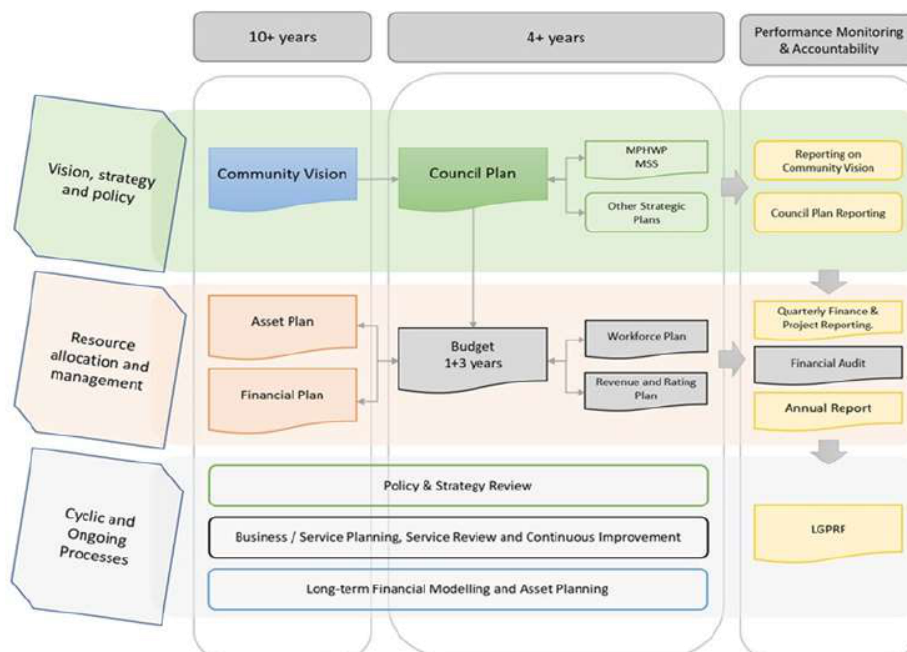 10+ years
4+ years
Performance Monitoring
& Accountability
Vision, strategy
and policy
Community Vision
Council Plan
MPHWP
MSS
Other Strategic
Plans
Reporting on
Community Vision
Council Plan Reporting
Resource
allocation and
management
Asset Plan
Financial Plan
Budget
1+3 years
Workforce Plan
Revenue and Rating
Plan
Quarterly Finance &
Project Reporting.
Financial Audit
Annual Report
Cyclic and
Ongoing
Processes
Policy & Strategy Review
Business / Service Planning, Service Review and Continuous Improvement
Long-term Financial Modelling and Asset Planning
LGPRF